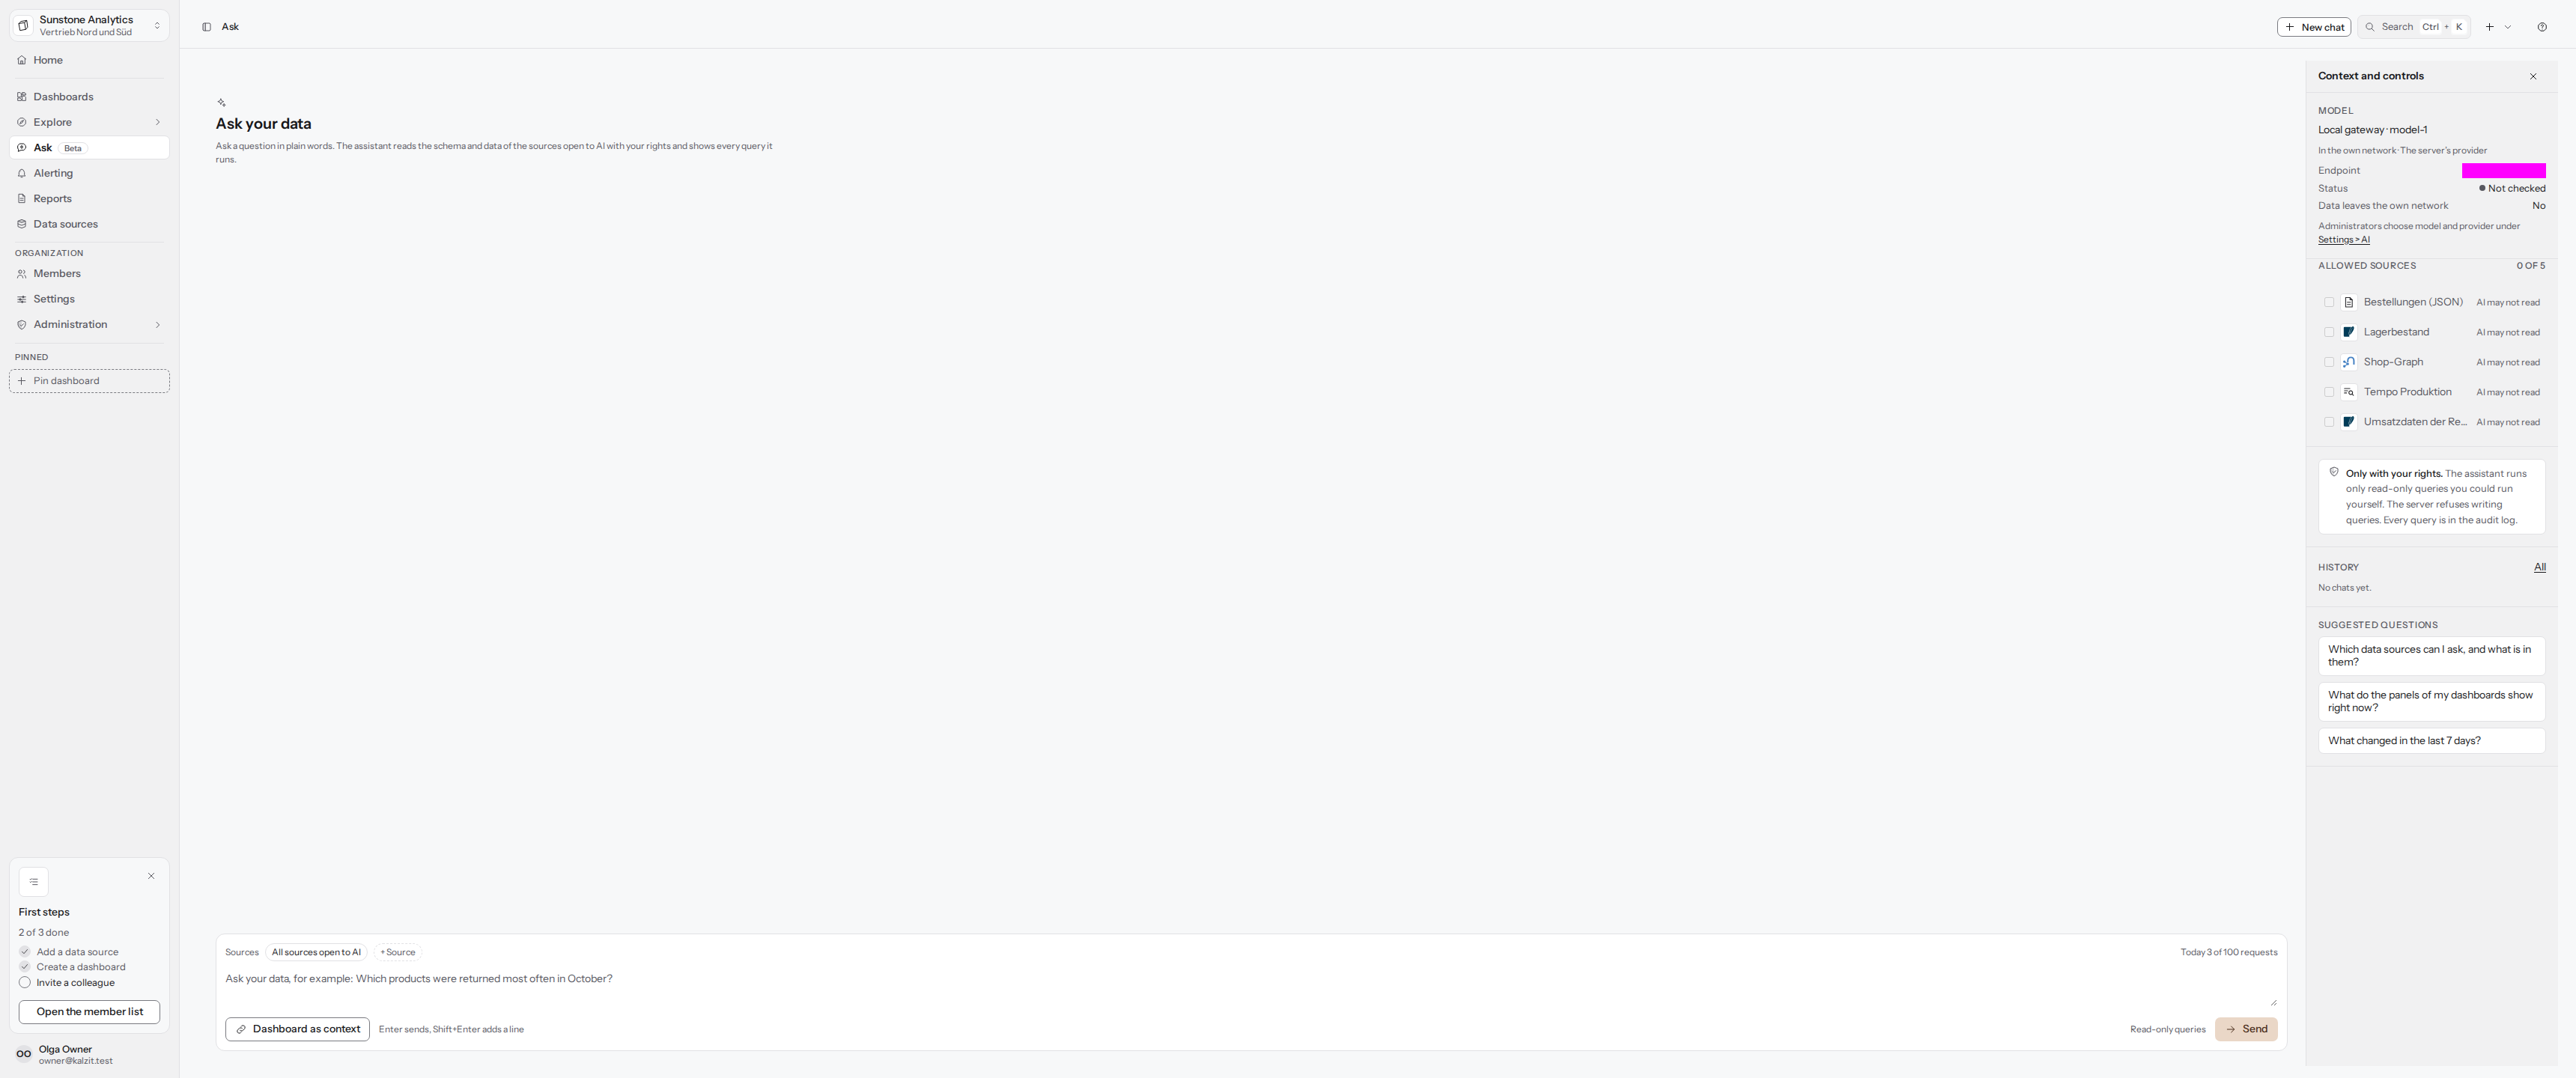 Sunstone Analytics
Vertrieb Nord und Süd
Home
Dashboards
Explore
Ask Beta
Alerting
Reports
Data sources
ORGANIZATION
Members
Settings
Administration
PINNED
Pin dashboard
First steps
2 of 3 done
Add a data source
Create a dashboard
Invite a colleague
Open the member list
OO Olga Owner
owner@kalzit.test
Ask
New chat
Search Ctrl + K
Ask your data
Ask a question in plain words. The assistant reads the schema and data of the sources open to AI with your rights and shows every query it
runs.
Sources All sources open to AI + Source
Today 3 of 100 requests
Ask your data, for example: Which products were returned most often in October?
Dashboard as context Enter sends, Shift+Enter adds a line
Read-only queries Send
Context and controls
MODEL
Local gateway · model-1
In the own network · The server's provider
Endpoint
Status Not checked
Data leaves the own network No
Administrators choose model and provider under
Settings > AI
ALLOWED SOURCES 0 OF 5
Bestellungen (JSON) AI may not read
Lagerbestand AI may not read
Shop-Graph AI may not read
Tempo Produktion AI may not read
Umsatzdaten der Re... AI may not read
Only with your rights. The assistant runs
only read-only queries you could run
yourself. The server refuses writing
queries. Every query is in the audit log.
HISTORY All
No chats yet.
SUGGESTED QUESTIONS
Which data sources can I ask, and what is in
them?
What do the panels of my dashboards show
right now?
What changed in the last 7 days?